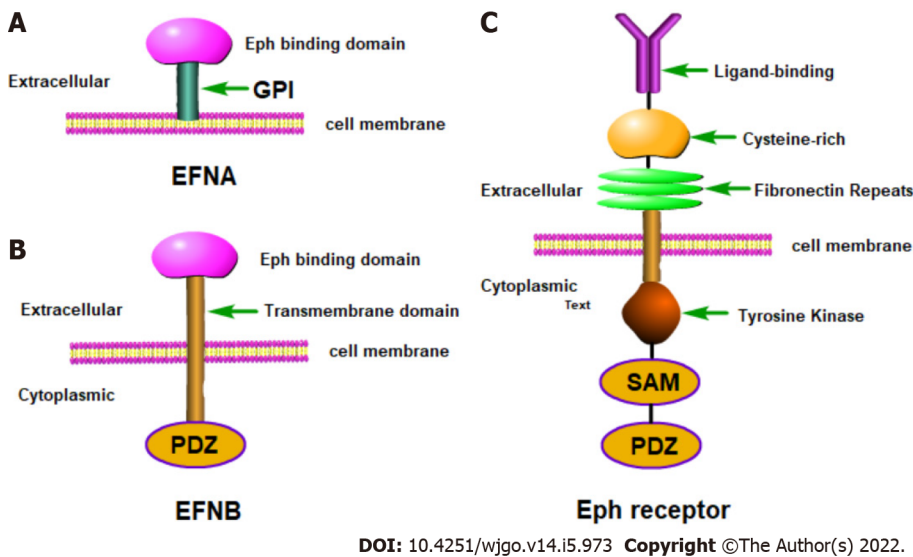 A
Eph binding domain
Extracellular
GPI
cell membrane
EFNA
B
Eph binding domain
Extracellular
Transmembrane domain
cell membrane
Cytoplasmic
PDZ
EFNB
C
Ligand-binding
Cysteine-rich
Extracellular
Fibronectin Repeats
cell membrane
Cytoplasmic
Text
Tyrosine Kinase
SAM
PDZ
Eph receptor
DOI: 10.4251/wjgo.v14.i5.973 Copyright ©The Author(s) 2022.